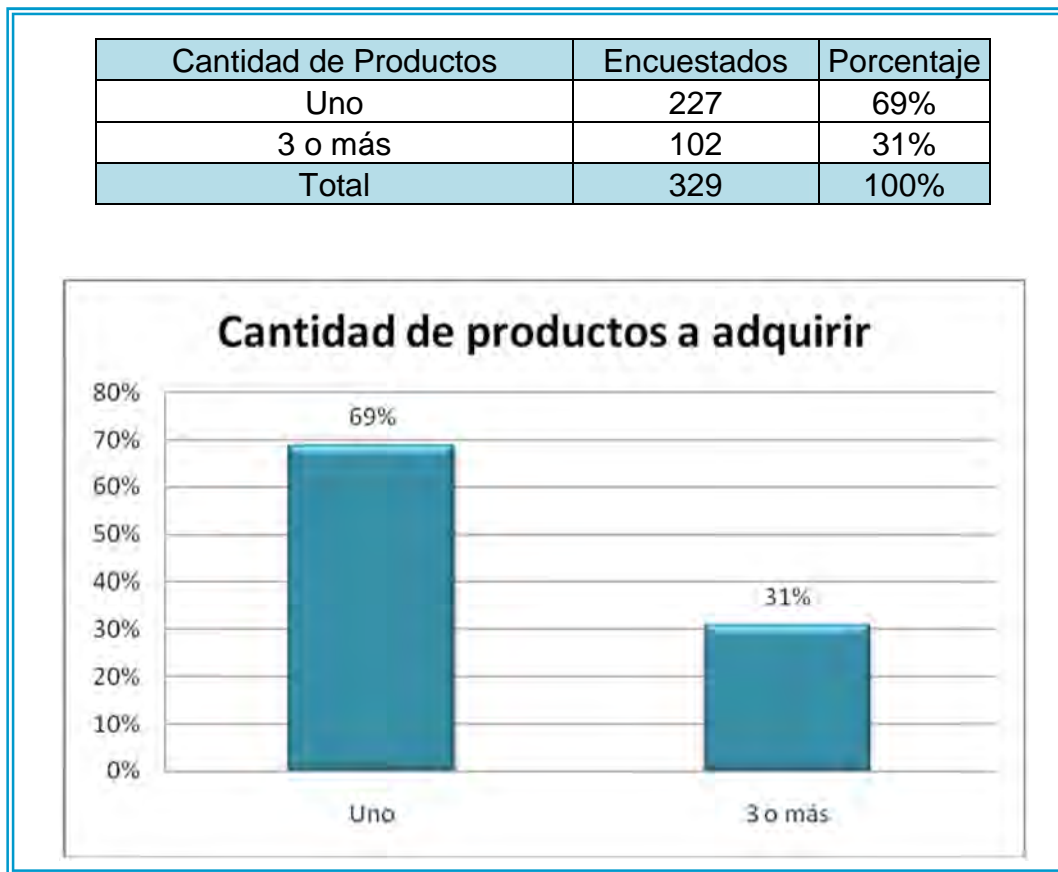 Cantidad de Productos Encuestados Porcentaje
Uno 227 69%
3 o más 102 31%
Total 329 100%
Cantidad de productos a adquirir
80%
70%
60%
50%
40%
30%
20%
10%
0%
69%
31%
Uno 3 o más